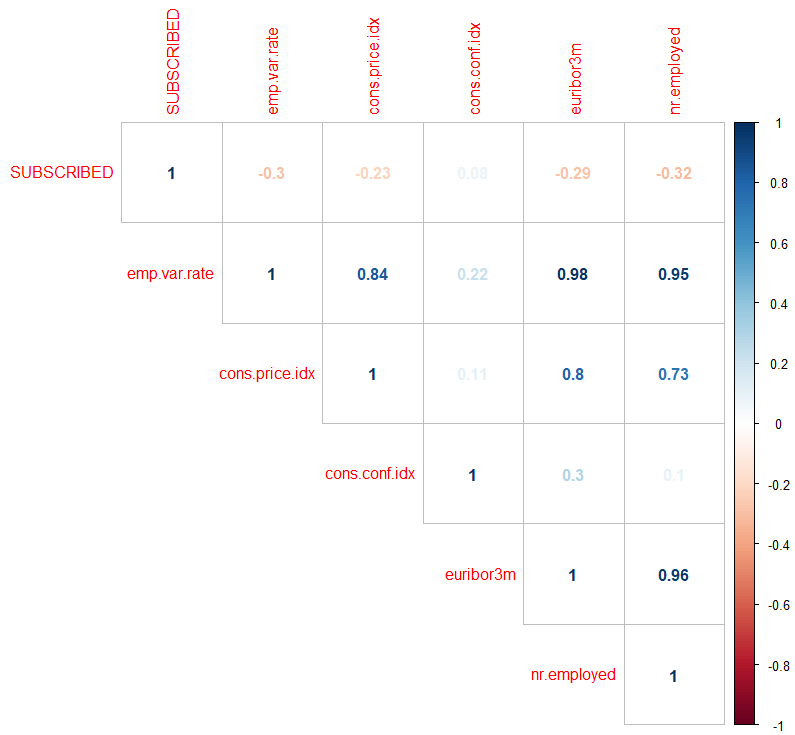 SUBSCRIBED emp.var.rate cons.price.idx cons.conf.idx euribor3m nr.employed
SUBSCRIBED 1 -0.3 -0.23 0.08 -0.29 -0.32
emp.var.rate 1 0.84 0.22 0.98 0.95
cons.price.idx 1 0.11 0.8 0.73
cons.conf.idx 1 0.3 0.1
euribor3m 1 0.96
nr.employed 1
1
0.8
0.6
0.4
0.2
0
-0.2
-0.4
-0.6
-0.8
-1